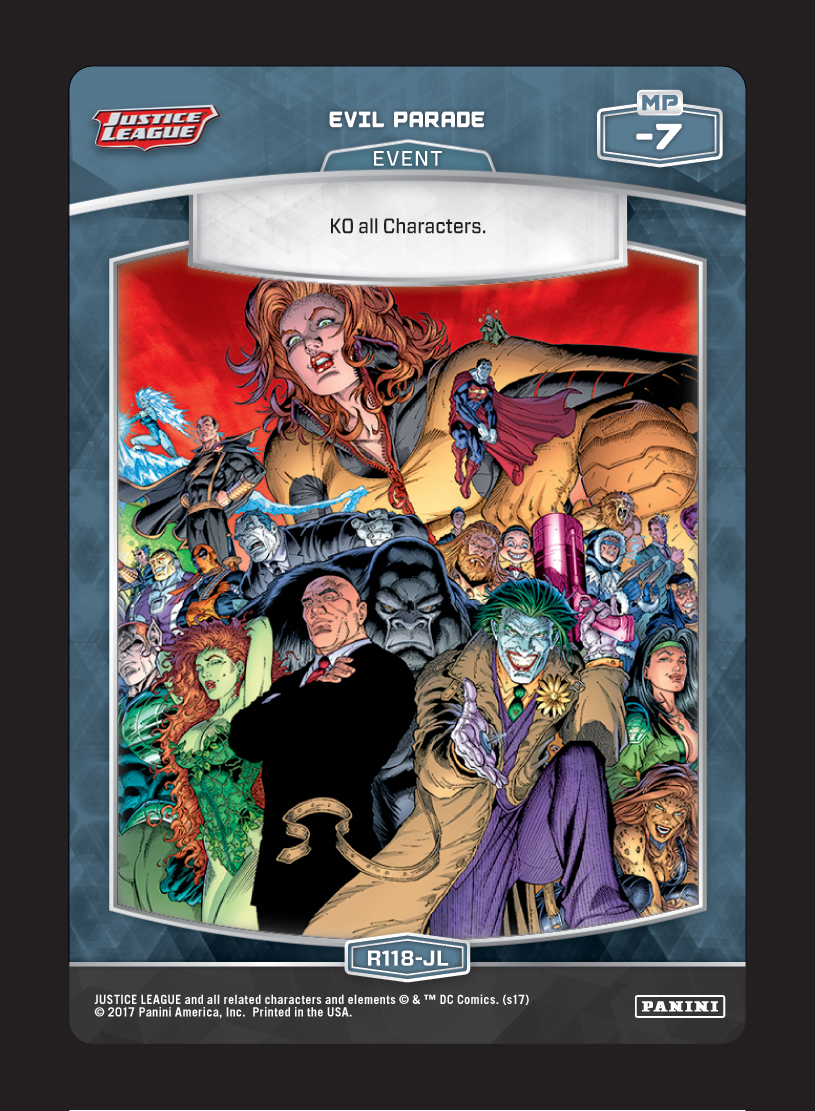 JUSTICE
LEAGUE
EVIL PARADE
MP
-7
EVENT
KO all Characters.
R118-JL
JUSTICE LEAGUE and all related characters and elements © & ™ DC Comics. (s17)
© 2017 Panini America, Inc. Printed in the USA.
PANINI